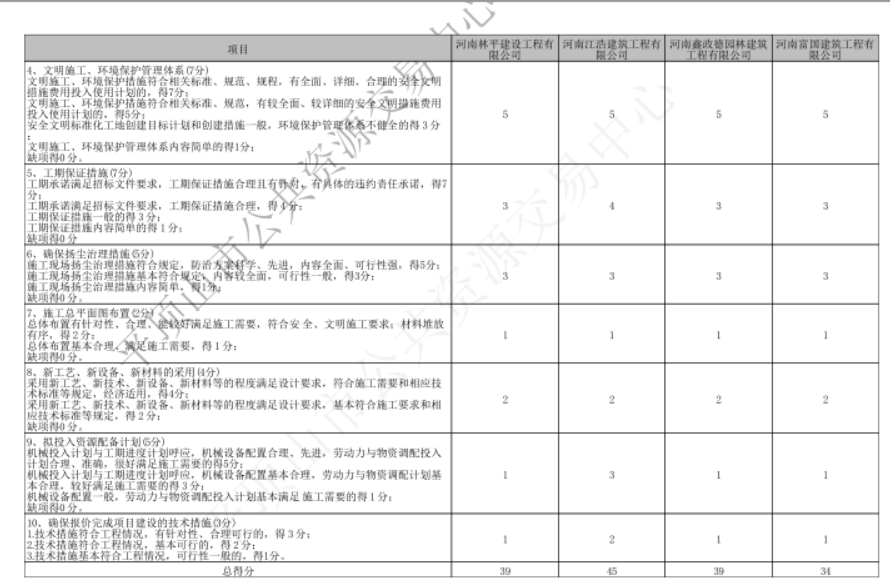 项目
河南林平建设工程有
限公司
河南江浩建筑工程有
限公司
河南鑫政德园林建筑
工程有限公司
河南富国建筑工程有
限公司
4、文明施工、环境保护管理体系(7分)
文明施工、环境保护措施符合相关标准、规范、规程，有全面、详细、合理的安全文明
措施费用投入使用计划的，得7分；
文明施工、环境保护措施符合相关标准、规范，有较全面、较详细的安全文明措施费用
投入使用计划的，得5分；
安全文明标准化工地创建目标计划和创建措施一般，环境保护管理体系不健全的得 3 分
；
文明施工、环境保护管理体系内容简单的得1分；
缺项得0 分。
5 5 5 5
5、工期保证措施(7分)
工期承诺满足招标文件要求，工期保证措施合理且有针对、有具体的违约责任承诺，得7
分；
工期承诺满足招标文件要求，工期保证措施合理，得 4 分；
工期保证措施一般的得 3 分；
工期保证措施内容简单的得 1 分；
缺项得0 分
3 4 3 3
6、确保扬尘治理措施(5分)
施工现场扬尘治理措施符合规定，防治方案科学、先进，内容全面、可行性强，得5分；
施工现场扬尘治理措施基本符合规定，内容较全面，可行性一般，得3分；
施工现场扬尘治理措施内容简单，得1分；
缺项得0 分。
3 3 3 3
7、施工总平面图布置(2分)
总体布置有针对性、合理、能较好满足施工需要，符合安 全、文明施工要求；材料堆放
有序，得 2 分；
总体布置基本合理、满足施工需要，得 1 分；
缺项得0 分。
1 1 1 1
8、新工艺、新设备、新材料的采用(4分)
采用新工艺、新技术、新设备、新材料等的程度满足设计要求，符合施工需要和相应技
术标准等规定，经济适用，得4分；
采用新工艺、新技术、新设备、新材料等的程度满足设计要求，基本符合施工要求和相
应技术标准等规定，得 2 分；
缺项得0 分。
2 2 2 2
9、拟投入资源配备计划(5分)
机械投入计划与工期进度计划呼应，机械设备配置合理、先进，劳动力与物资调配投入
计划合理、准确，很好满足施工需要的得5分；
机械投入计划与工期进度计划呼应，机械设备配置基本合理，劳动力与物资调配计划基
本合理，较好满足施工需要的得 3 分；
机械设备配置一般，劳动力与物资调配投入计划基本满足 施工需要的得 1 分；
缺项得0 分。
1 3 1 1
10、确保报价完成项目建设的技术措施(3分)
1.技术措施符合工程情况，有针对性、合理可行的，得 3 分；
2.技术措施符合工程情况，基本可行的，得 2 分；
3.技术措施基本符合工程情况，可行性一般的，得1分。
1 2 1 1
总得分 39 45 39 34
平顶山市公共资源交易中心
平顶山市公共资源交易中心